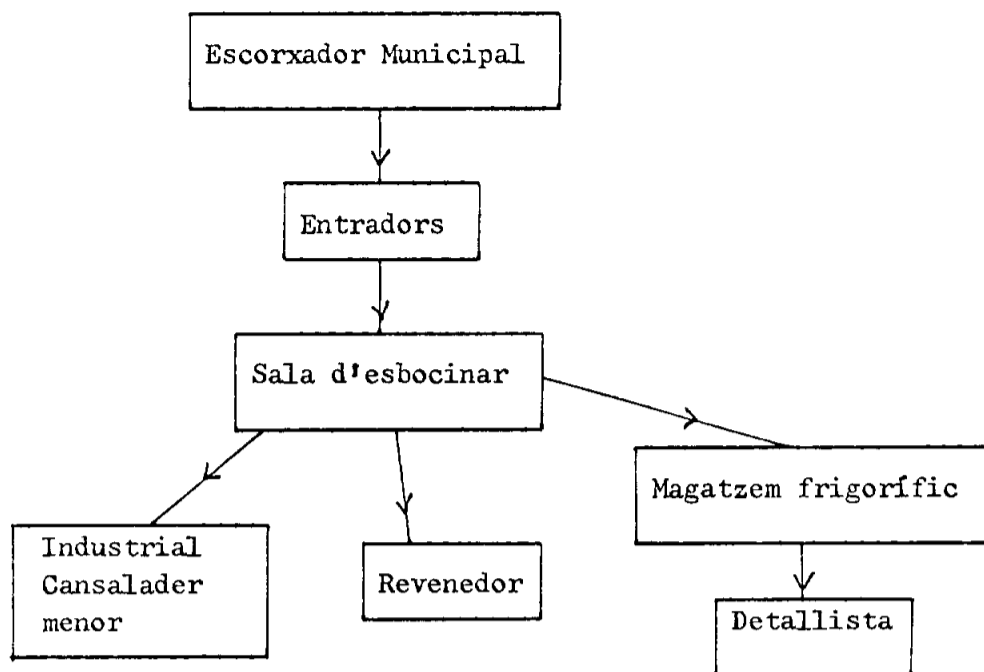 Escorxador Municipal
Entradors
Sala d'esbocinar
Magatzem frigorífic
Industrial
Cansalader
menor
Revenedor
Detallista